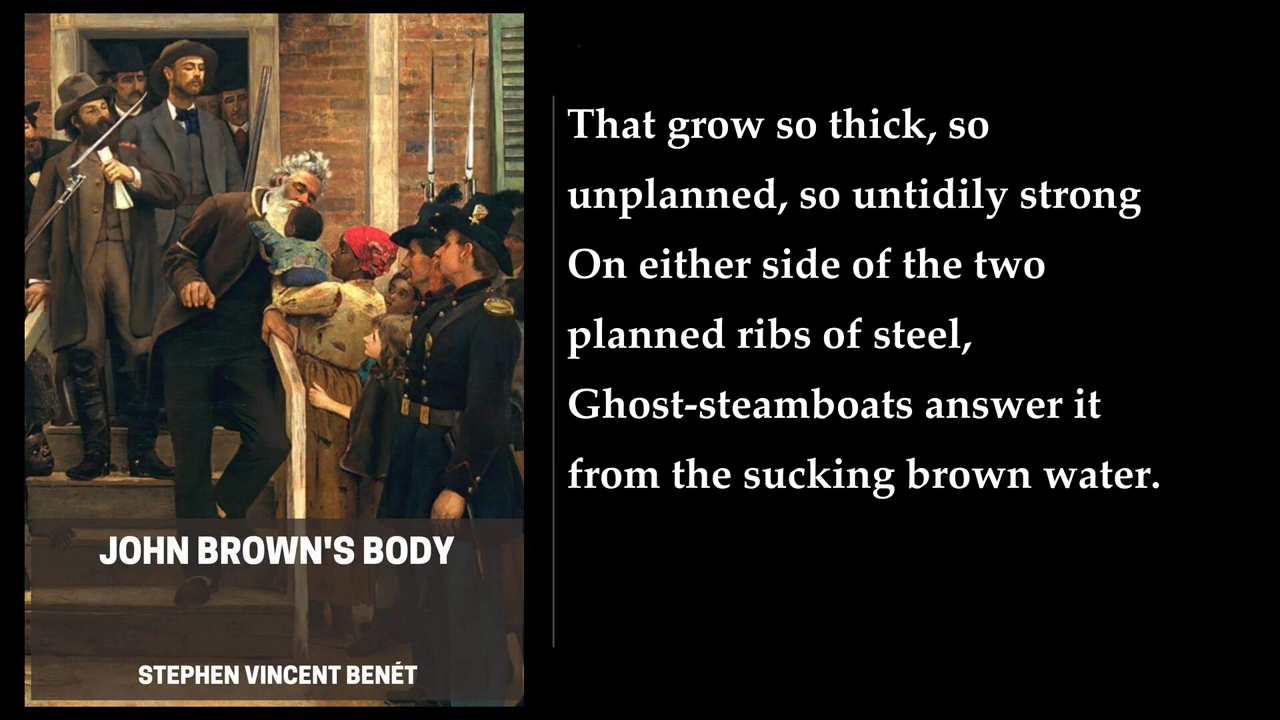 JOHN BROWN'S BODY
STEPHEN VINCENT BENÉT
That grow so thick, so
unplanned, so untidily strong
On either side of the two
planned ribs of steel,
Ghost-steamboats answer it
from the sucking brown water.